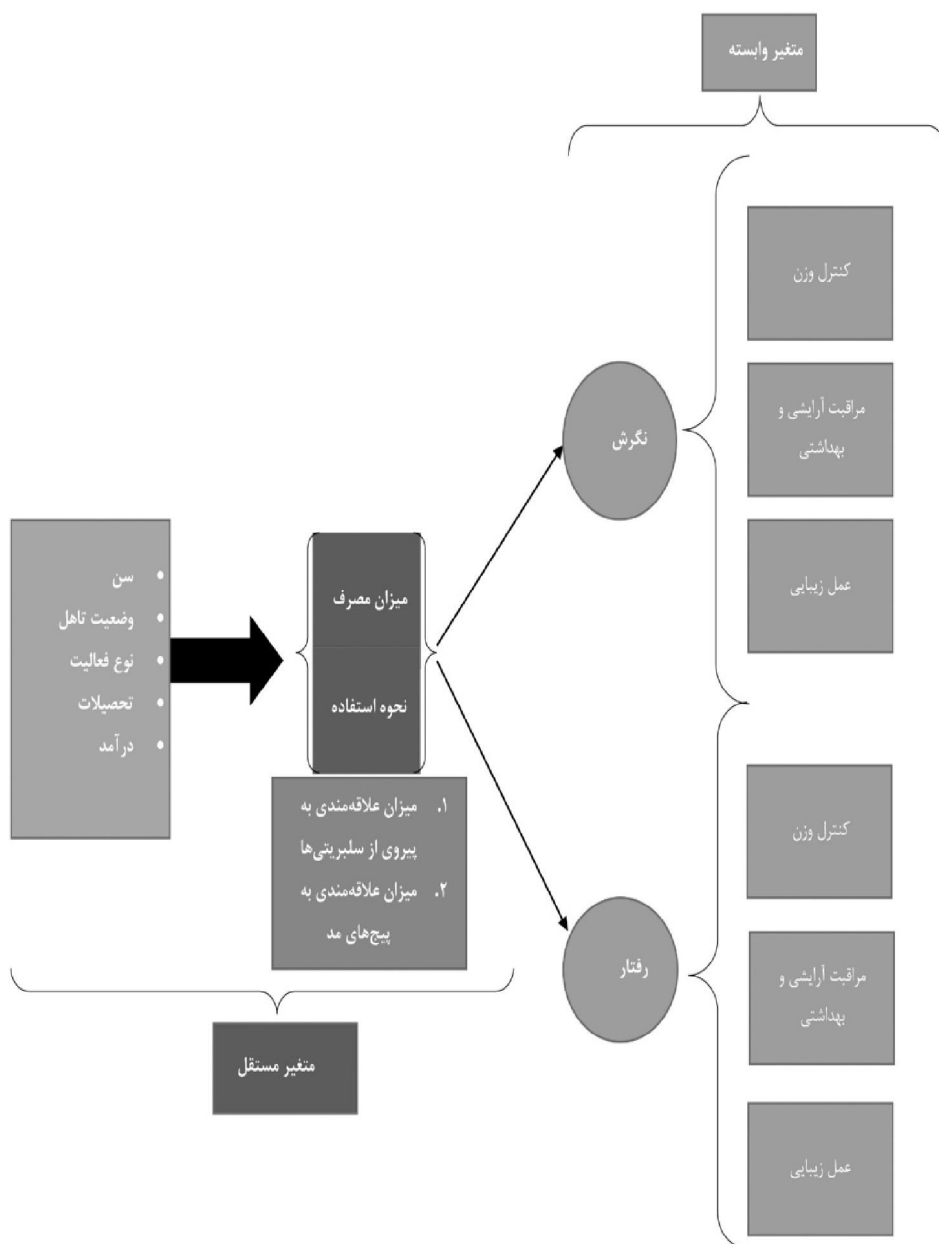 متغیر وابسته
کنترل وزن
مراقبت آرایشی و
بهداشتی
عمل زیبایی
نگرش
سن
وضعیت تاهل
نوع فعالیت
تحصیلات
درآمد
میزان مصرف
نحوه استفاده
۱. میزان علاقه‌مندی به
پیروی از سلبریتی‌ها
۲. میزان علاقه‌مندی به
پیج‌های مد
رفتار
کنترل وزن
مراقبت آرایشی و
بهداشتی
عمل زیبایی
متغیر مستقل